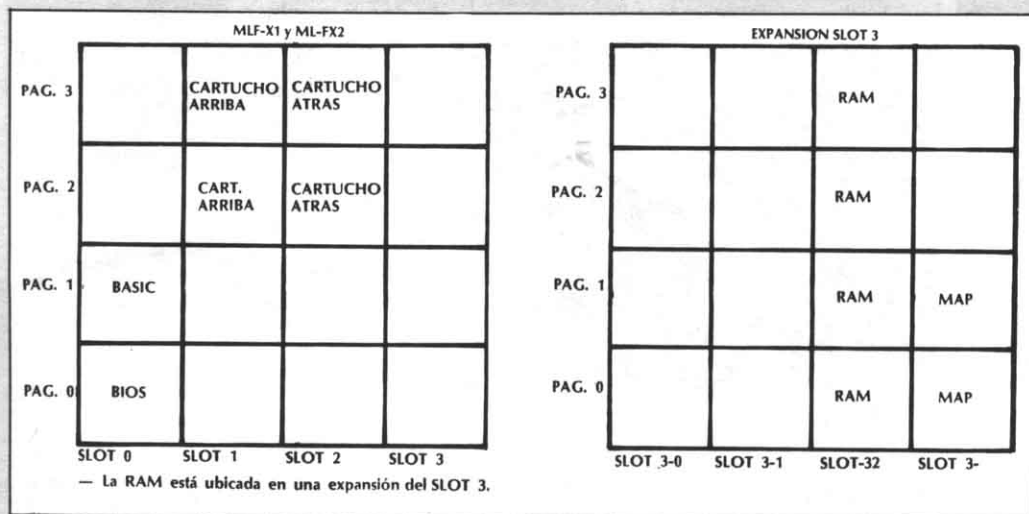 MLF-X1 y ML-FX2
PAG. 3
CARTUCHO ARRIBA
CARTUCHO ATRAS
PAG. 2
CART. ARRIBA
CARTUCHO ATRAS
PAG. 1
BASIC
PAG. 0
BIOS
SLOT 0 SLOT 1 SLOT 2 SLOT 3
— La RAM está ubicada en una expansión del SLOT 3.
EXPANSION SLOT 3
PAG. 3 RAM
PAG. 2 RAM
PAG. 1 RAM MAP
PAG. 0 RAM MAP
SLOT 3-0 SLOT 3-1 SLOT-32 SLOT 3-